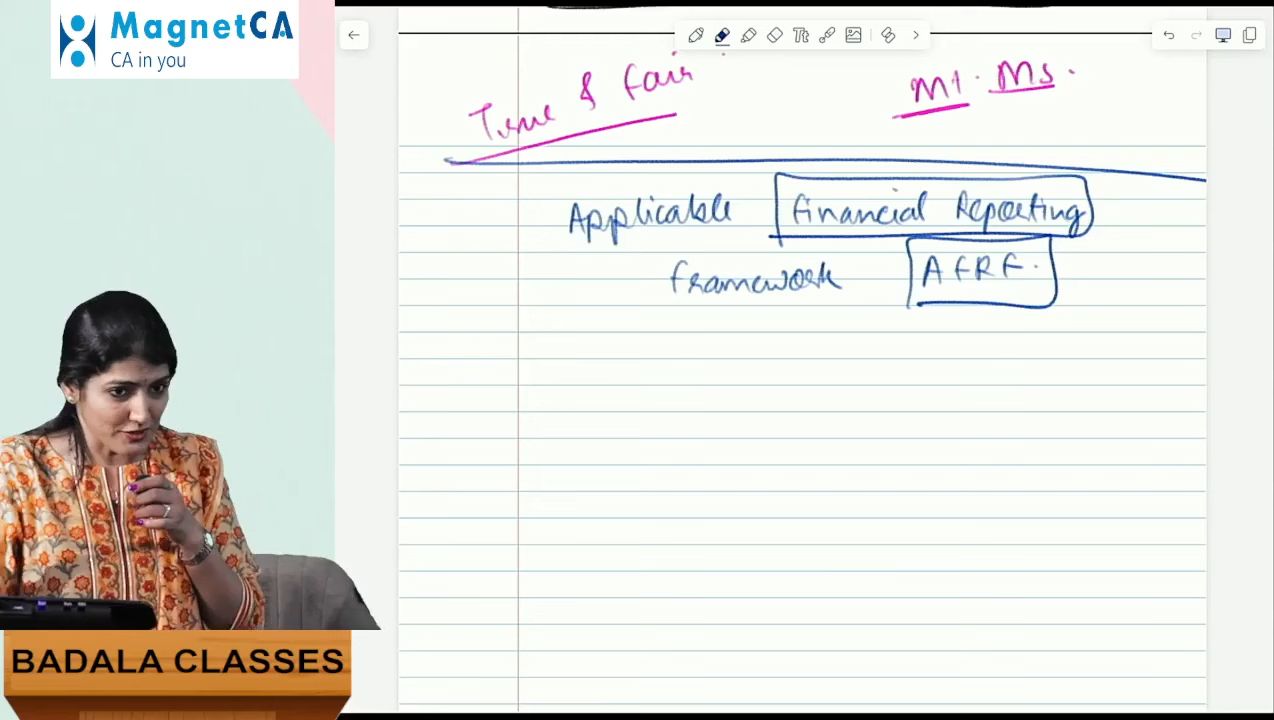 MagnetCA
CA in you
True & Fair
M1. Ms.
Applicable Financial Reporting
framework AFRF.
BADALA CLASSES